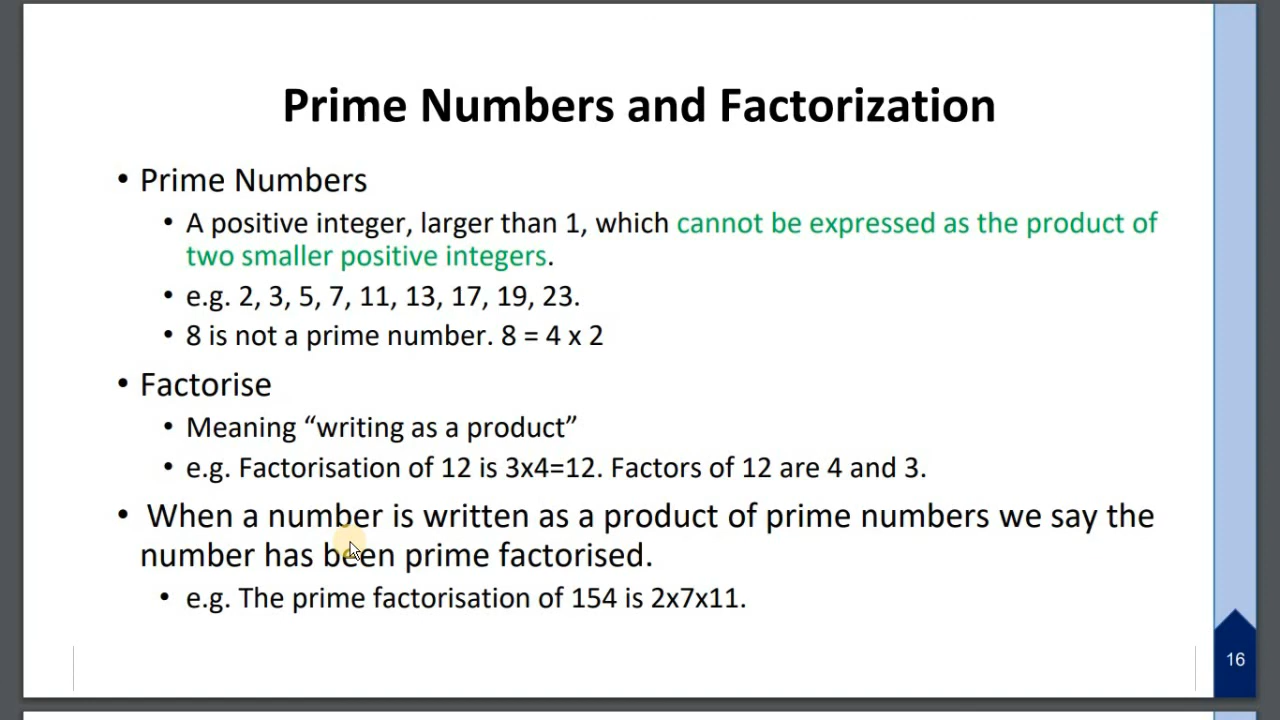 Prime Numbers and Factorization
• Prime Numbers
• A positive integer, larger than 1, which cannot be expressed as the product of
two smaller positive integers.
• e.g. 2, 3, 5, 7, 11, 13, 17, 19, 23.
• 8 is not a prime number. 8 = 4 x 2
• Factorise
• Meaning “writing as a product”
• e.g. Factorisation of 12 is 3x4=12. Factors of 12 are 4 and 3.
• When a number is written as a product of prime numbers we say the
number has been prime factorised.
• e.g. The prime factorisation of 154 is 2x7x11.
16